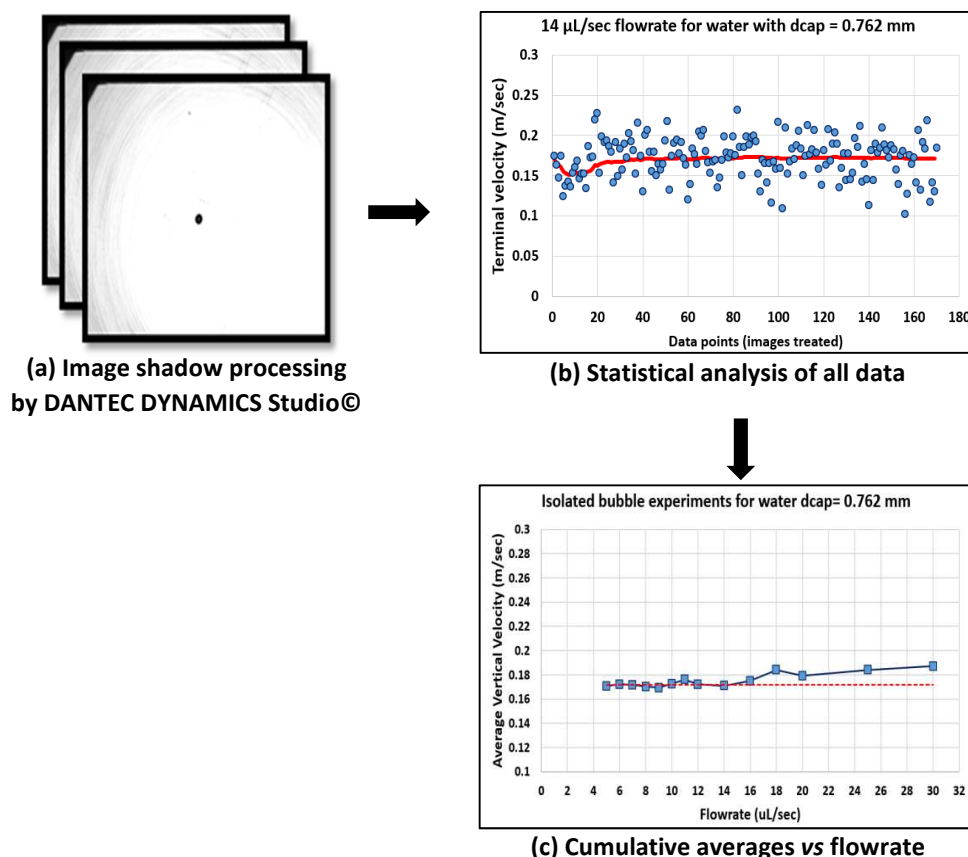 (a) Image shadow processing
by DANTEC DYNAMICS Studio©
14 µL/sec flowrate for water with dcap = 0.762 mm
Terminal velocity (m/sec)
0.3
0.25
0.2
0.15
0.1
0.05
0
0 20 40 60 80 100 120 140 160 180
Data points (images treated)
(b) Statistical analysis of all data
Isolated bubble experiments for water dcap= 0.762 mm
Average Vertical Velocity (m/sec)
0.3
0.28
0.26
0.24
0.22
0.2
0.18
0.16
0.14
0.12
0.1
0 2 4 6 8 10 12 14 16 18 20 22 24 26 28 30 32
Flowrate (uL/sec)
(c) Cumulative averages vs flowrate